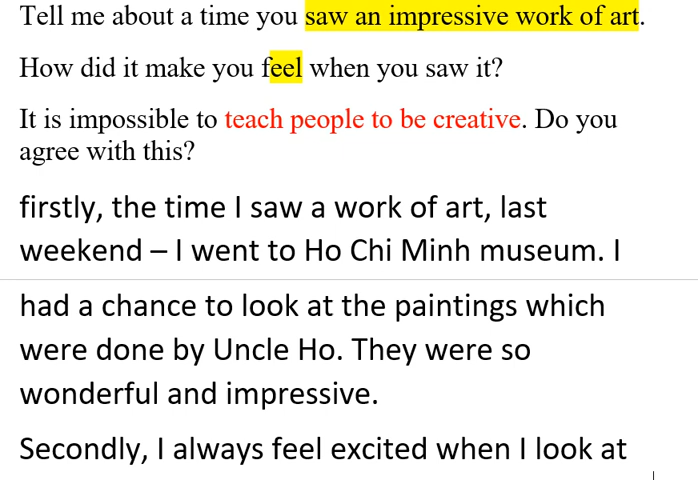 Tell me about a time you saw an impressive work of art.
How did it make you feel when you saw it?
It is impossible to teach people to be creative. Do you
agree with this?
firstly, the time I saw a work of art, last
weekend – I went to Ho Chi Minh museum. I
had a chance to look at the paintings which
were done by Uncle Ho. They were so
wonderful and impressive.
Secondly, I always feel excited when I look at